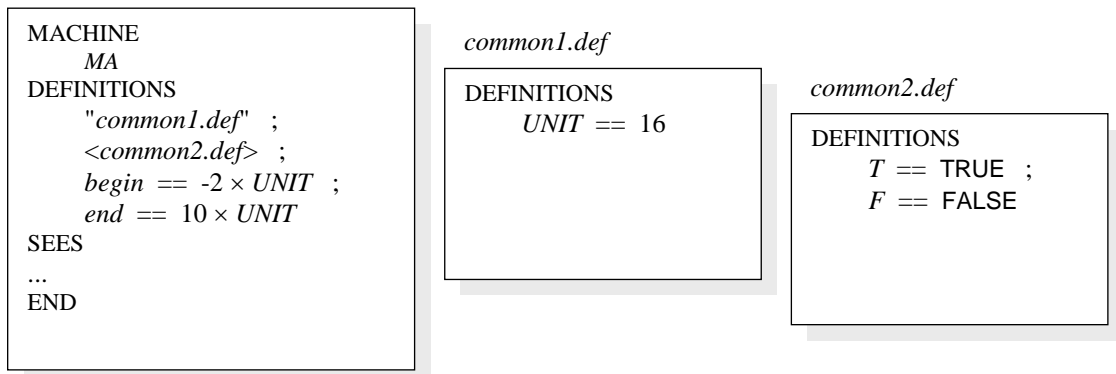 MACHINE
MA
DEFINITIONS
"common1.def" ;
<common2.def> ;
begin == -2 × UNIT ;
end == 10 × UNIT
SEES
...
END
common1.def
DEFINITIONS
UNIT == 16
common2.def
DEFINITIONS
T == TRUE ;
F == FALSE